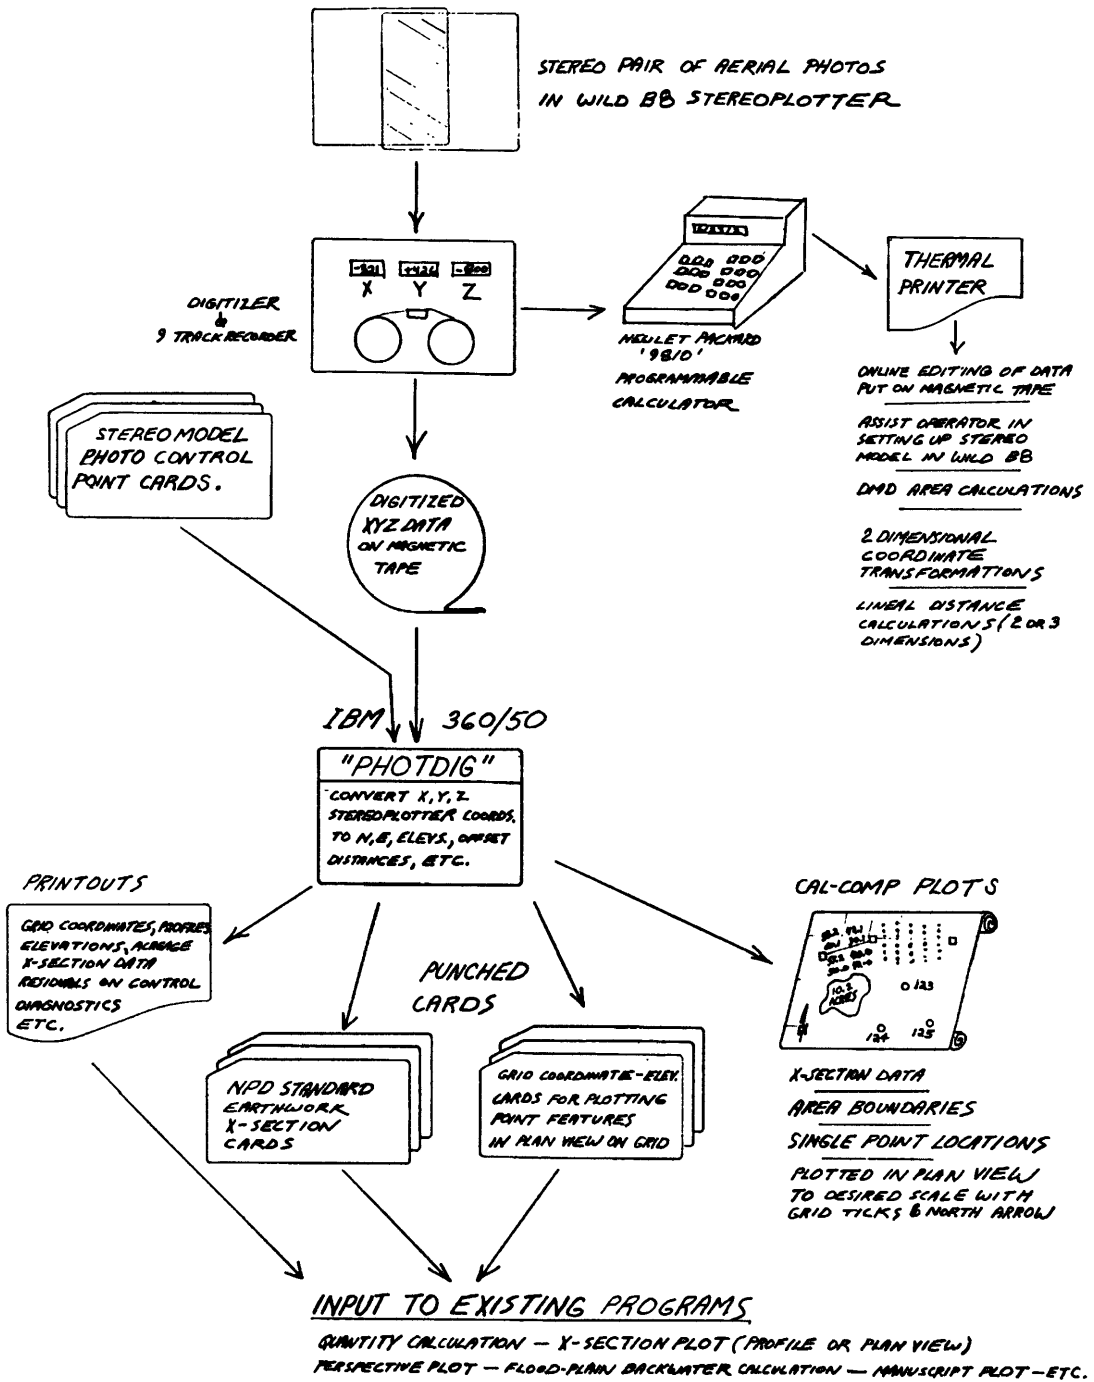 STEREO PAIR OF AERIAL PHOTOS
IN WILD B8 STEREOPLOTTER
DIGITIZER
&
9 TRACK RECORDER
X Y Z
HEWLET PACKARD
'9810'
PROGRAMMABLE
CALCULATOR
THERMAL
PRINTER
ONLINE EDITING OF DATA
PUT ON MAGNETIC TAPE
ASSIST OPERATOR IN
SETTING UP STEREO
MODEL IN WILD B8
DMD AREA CALCULATIONS
2 DIMENSIONAL
COORDINATE
TRANSFORMATIONS
LINEAL DISTANCE
CALCULATIONS (2 OR 3
DIMENSIONS)
STEREO MODEL
PHOTO CONTROL
POINT CARDS.
DIGITIZED
XYZ DATA
ON MAGNETIC
TAPE
IBM 360/50
"PHOTDIG"
CONVERT X, Y, Z
STEREOPLOTTER COORDS.
TO N, E, ELEVS., OFFSET
DISTANCES, ETC.
PRINTOUTS
GRID COORDINATES, PROFILES
ELEVATIONS, ACREAGE
X-SECTION DATA
RESIDUALS ON CONTROL
DIAGNOSTICS
ETC.
PUNCHED
CARDS
NPD STANDARD
EARTHWORK
X-SECTION
CARDS
GRID COORDINATE-ELEV.
CARDS FOR PLOTTING
POINT FEATURES
IN PLAN VIEW ON GRID
CAL-COMP PLOTS
10.2
ACRES
123
124
125
X-SECTION DATA
AREA BOUNDARIES
SINGLE POINT LOCATIONS
PLOTTED IN PLAN VIEW
TO DESIRED SCALE WITH
GRID TICKS & NORTH ARROW
INPUT TO EXISTING PROGRAMS
QUANTITY CALCULATION — X-SECTION PLOT (PROFILE OR PLAN VIEW)
PERSPECTIVE PLOT — FLOOD-PLAIN BACKWATER CALCULATION — MANUSCRIPT PLOT — ETC.